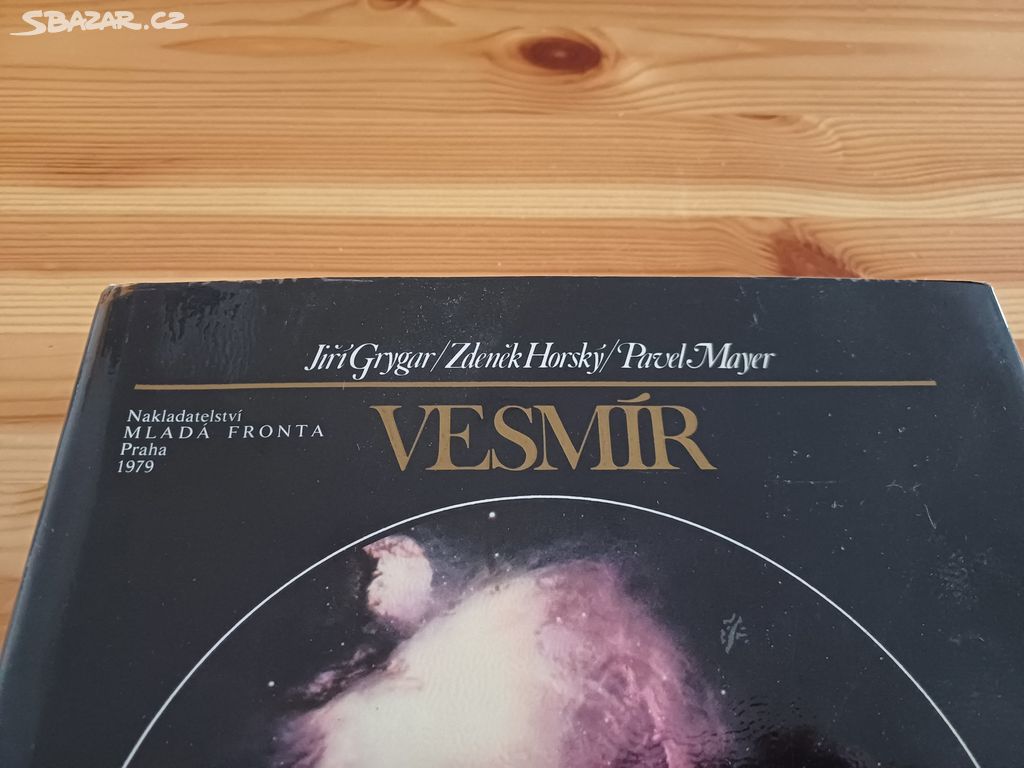 SBAZAR.CZ
Jiří Grygar/Zdeněk Horský/Pavel Mayer
Nakladatelství
MLADÁ FRONTA
Praha
1979
VESMÍR